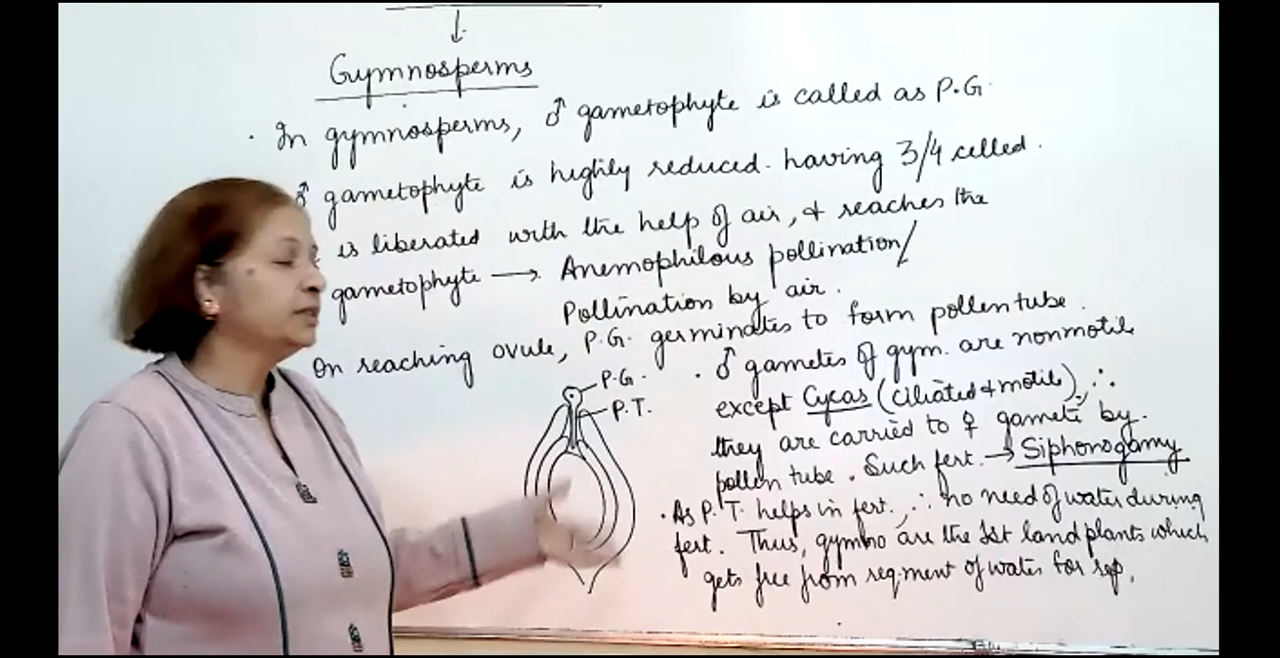 Gymnosperms
· In gymnosperms, ♂ gametophyte is called as P.G.
♂ gametophyte is highly reduced. having 3/4 celled.
is liberated with the help of air, & reaches the
gametophyte → Anemophilous pollination/
Pollination by air.
On reaching ovule, P.G. germinates to form pollen tube.
P.G.
P.T.
· ♂ gametes of gym. are nonmotile
except Cycas (ciliated & motile), ∴
they are carried to ♀ gamete by.
pollen tube. Such fert. → Siphonogamy
· As P.T. helps in fert., ∴ no need of water during
fert. Thus, gymno are the Ist land plants which
gets free from reqment of water for rep.